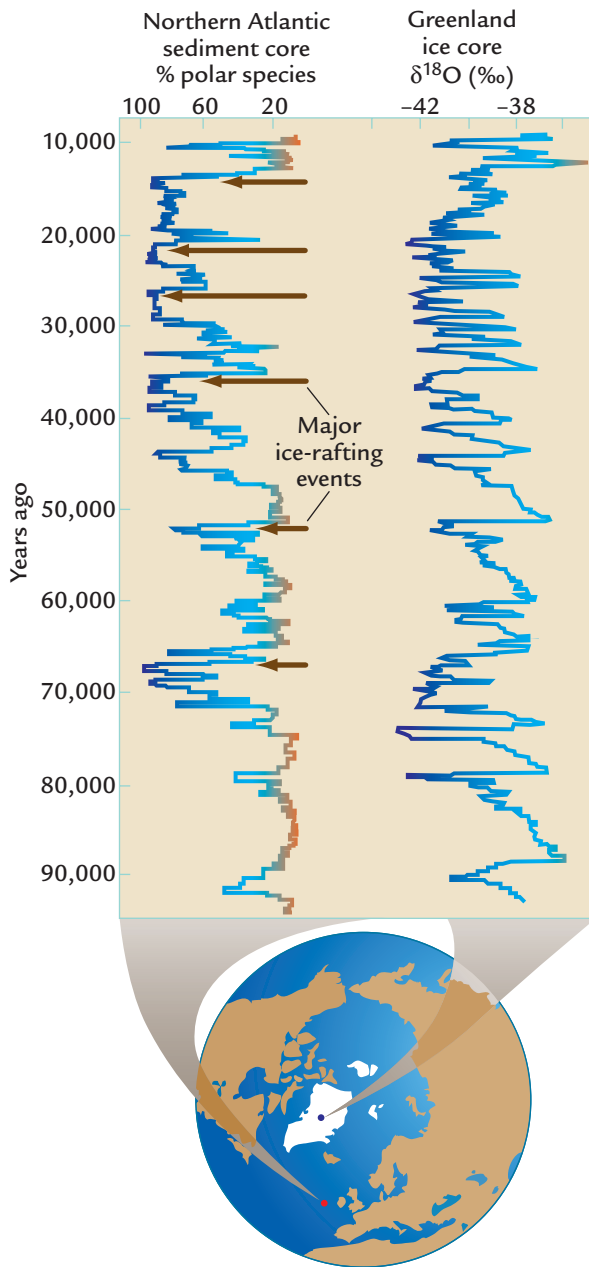 Northern Atlantic
sediment core
% polar species
Greenland
ice core
δ¹⁸O (‰)
100 60 20
–42 –38
10,000
20,000
30,000
40,000
50,000
60,000
70,000
80,000
90,000
Years ago
Major
ice-rafting
events